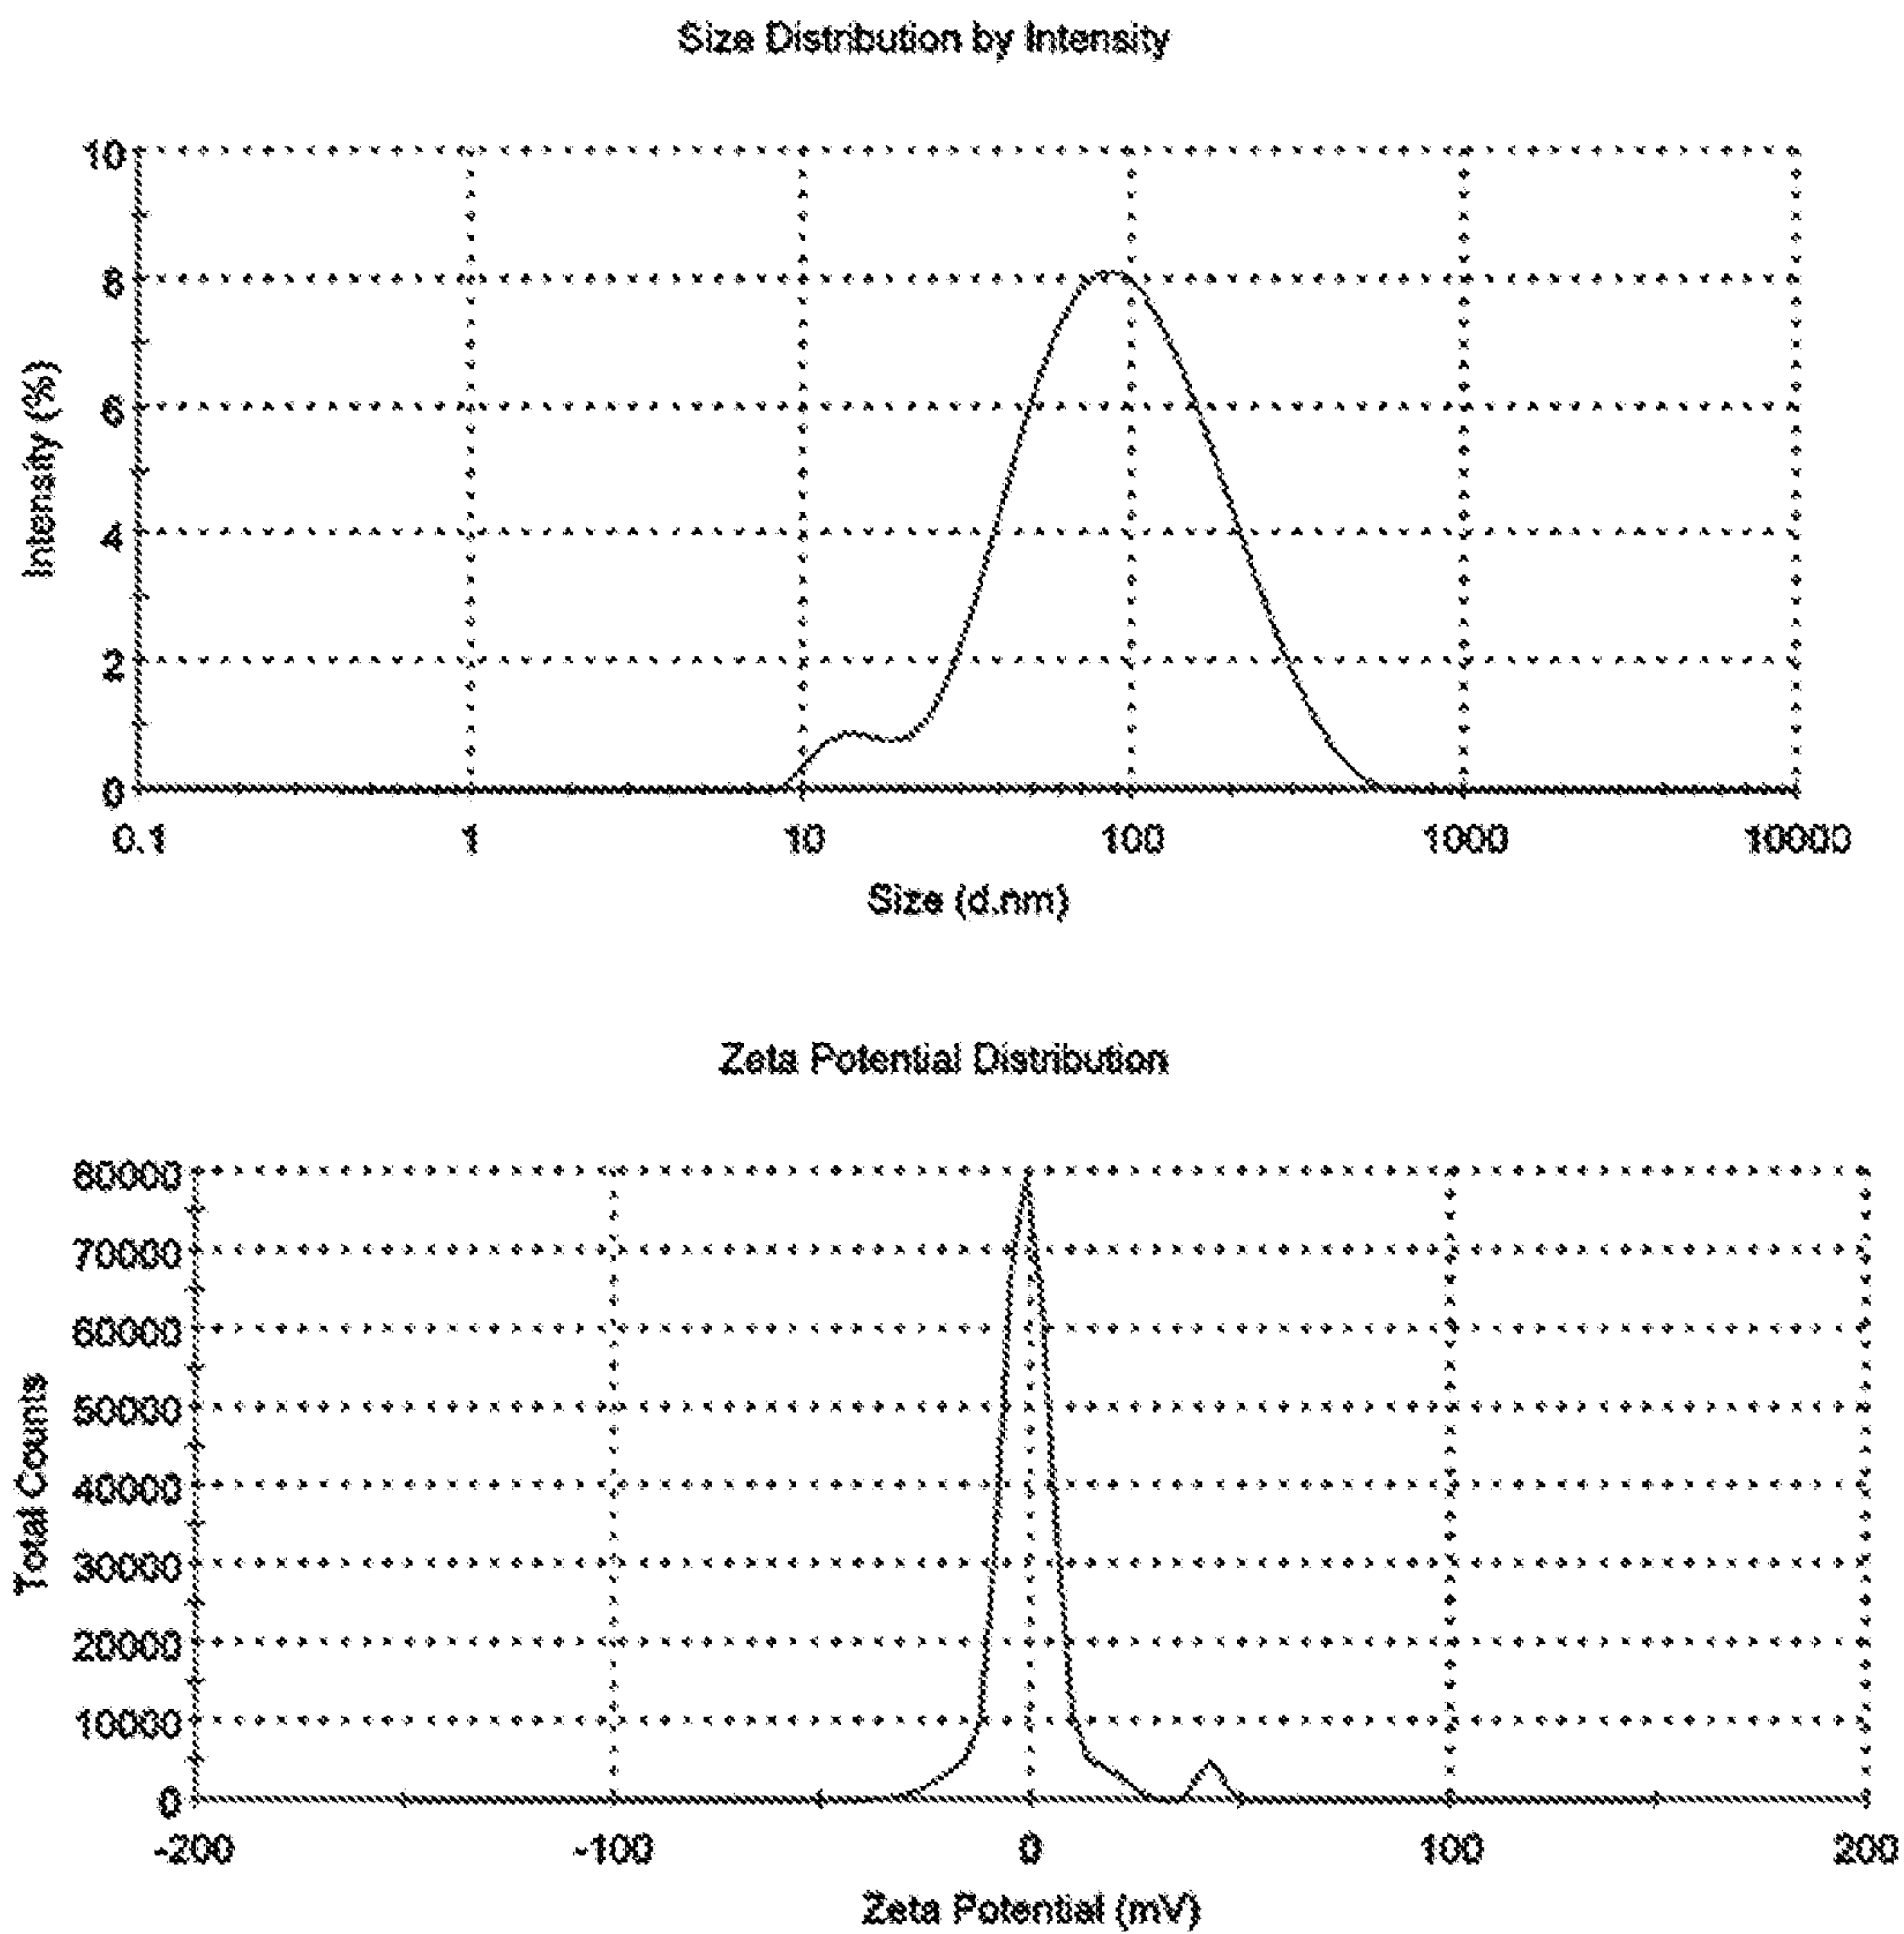 Size Distribution by Intensity
10
8
6
4
2
0
Intensity (%)
0.1 1 10 100 1000 10000
Size (d.nm)
Zeta Potential Distribution
80000
70000
60000
50000
40000
30000
20000
10000
0
Total Counts
-200 -100 0 100 200
Zeta Potential (mV)